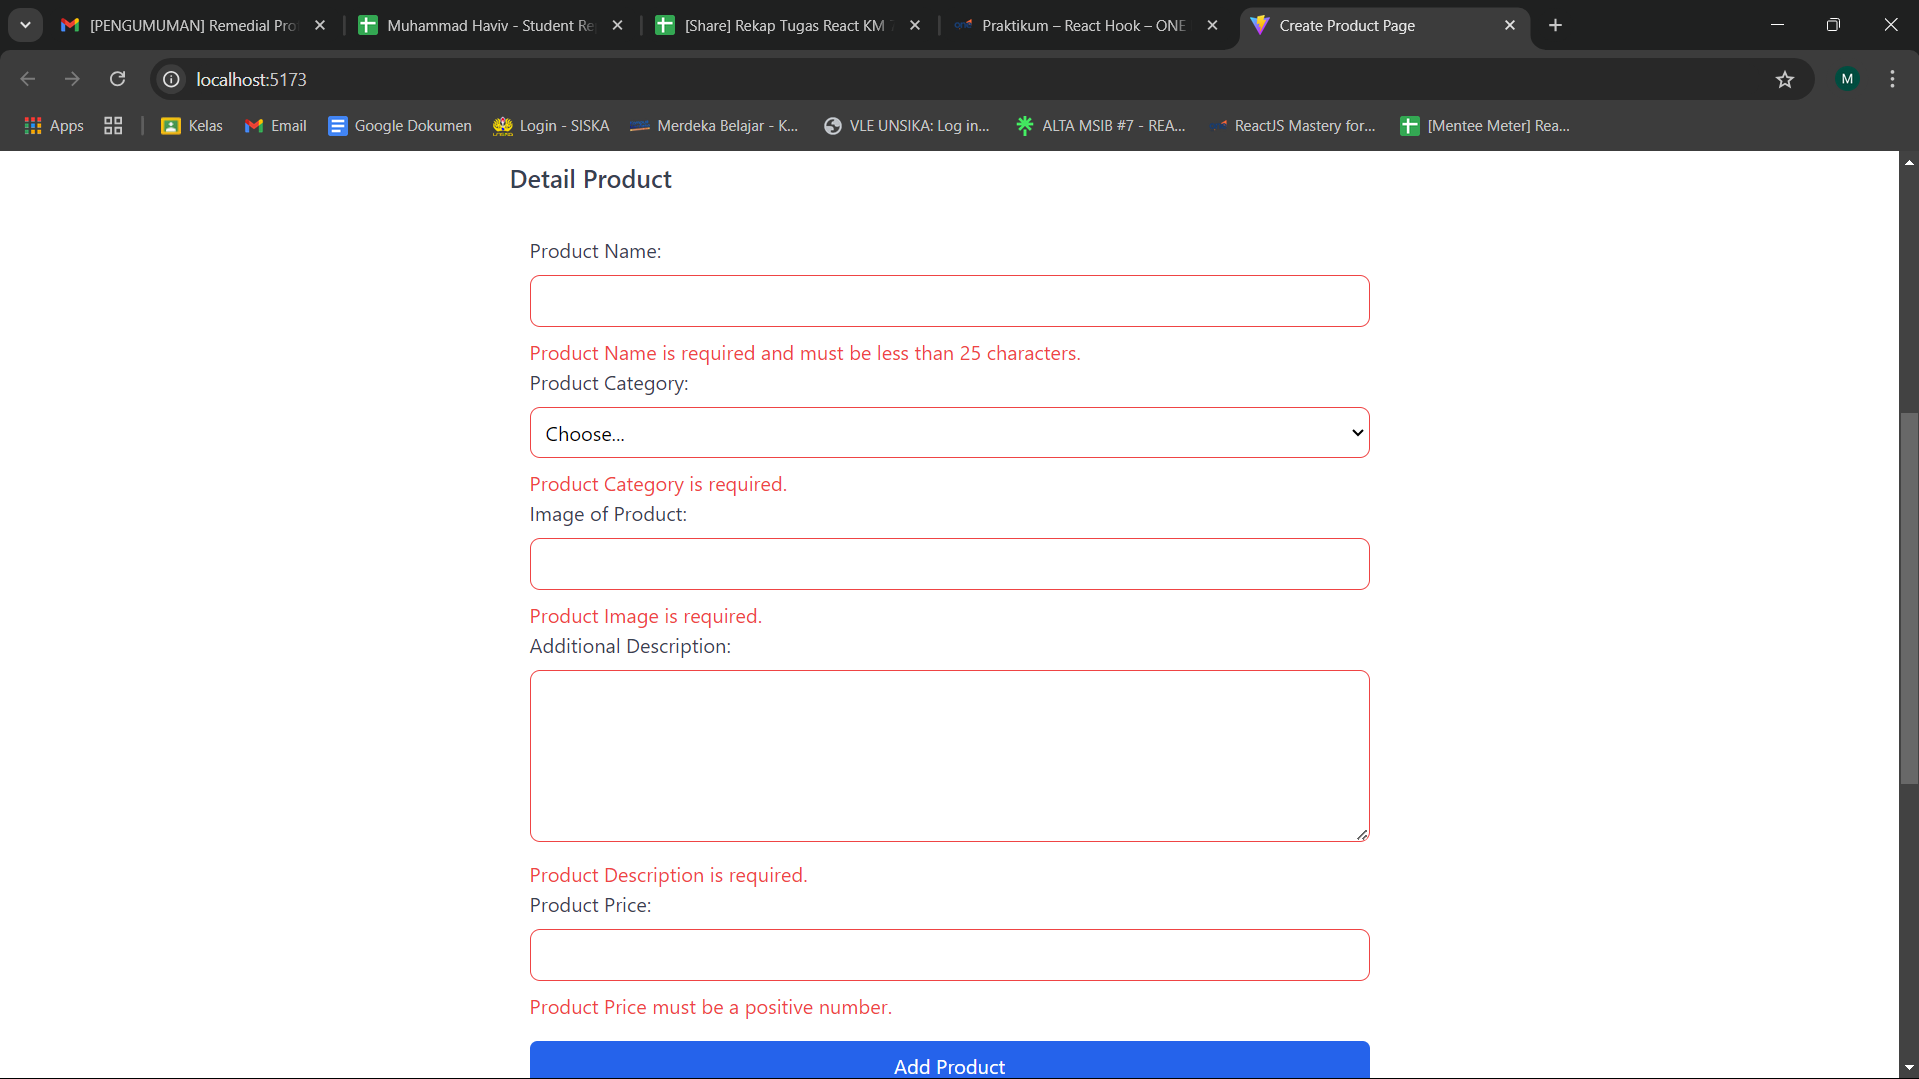 [PENGUMUMAN] Remedial Pro
Muhammad Haviv - Student Re
[Share] Rekap Tugas React KM 7
Praktikum – React Hook – ONE
Create Product Page
localhost:5173
M
Apps
Kelas
Email
Google Dokumen
Login - SISKA
Merdeka Belajar - K...
VLE UNSIKA: Log in...
ALTA MSIB #7 - REA...
ReactJS Mastery for...
[Mentee Meter] Rea...
Detail Product
Product Name:
Product Name is required and must be less than 25 characters.
Product Category:
Choose...
Product Category is required.
Image of Product:
Product Image is required.
Additional Description:
Product Description is required.
Product Price:
Product Price must be a positive number.
Add Product